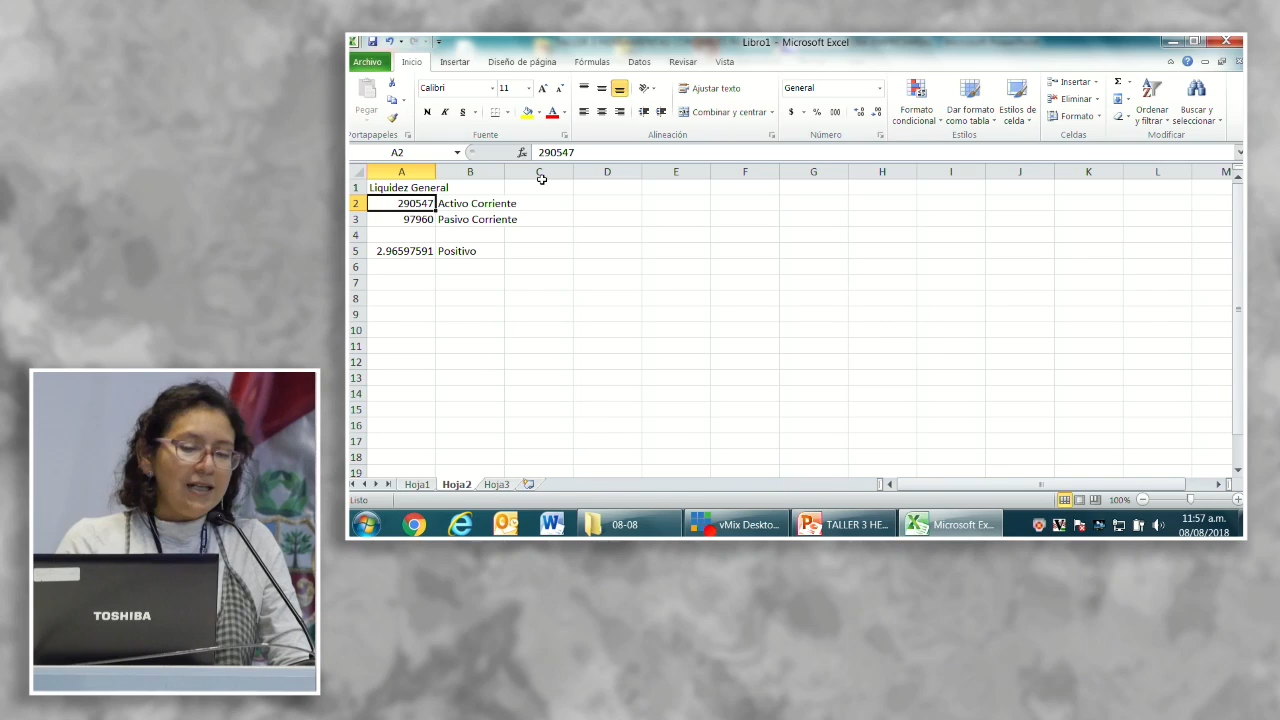 Libro1 - Microsoft Excel
Archivo Inicio Insertar Diseño de página Fórmulas Datos Revisar Vista
Pegar
Portapapeles
Calibri 11
N K S
Fuente
Ajustar texto
Combinar y centrar
Alineación
General
$ % 000
Número
Formato condicional
Dar formato como tabla
Estilos de celda
Estilos
Insertar
Eliminar
Formato
Celdas
Σ
Ordenar y filtrar
Buscar y seleccionar
Modificar
A2 fx 290547
A B C D E F G H I J K L M
1 Liquidez General
2 290547 Activo Corriente
3 97960 Pasivo Corriente
4
5 2.96597591 Positivo
6
7
8
9
10
11
12
13
14
15
16
17
18
19
Hoja1 Hoja2 Hoja3
Listo 100%
08-08 vMix Deskto... TALLER 3 HE... Microsoft Ex... 11:57 a.m.
08/08/2018
TOSHIBA